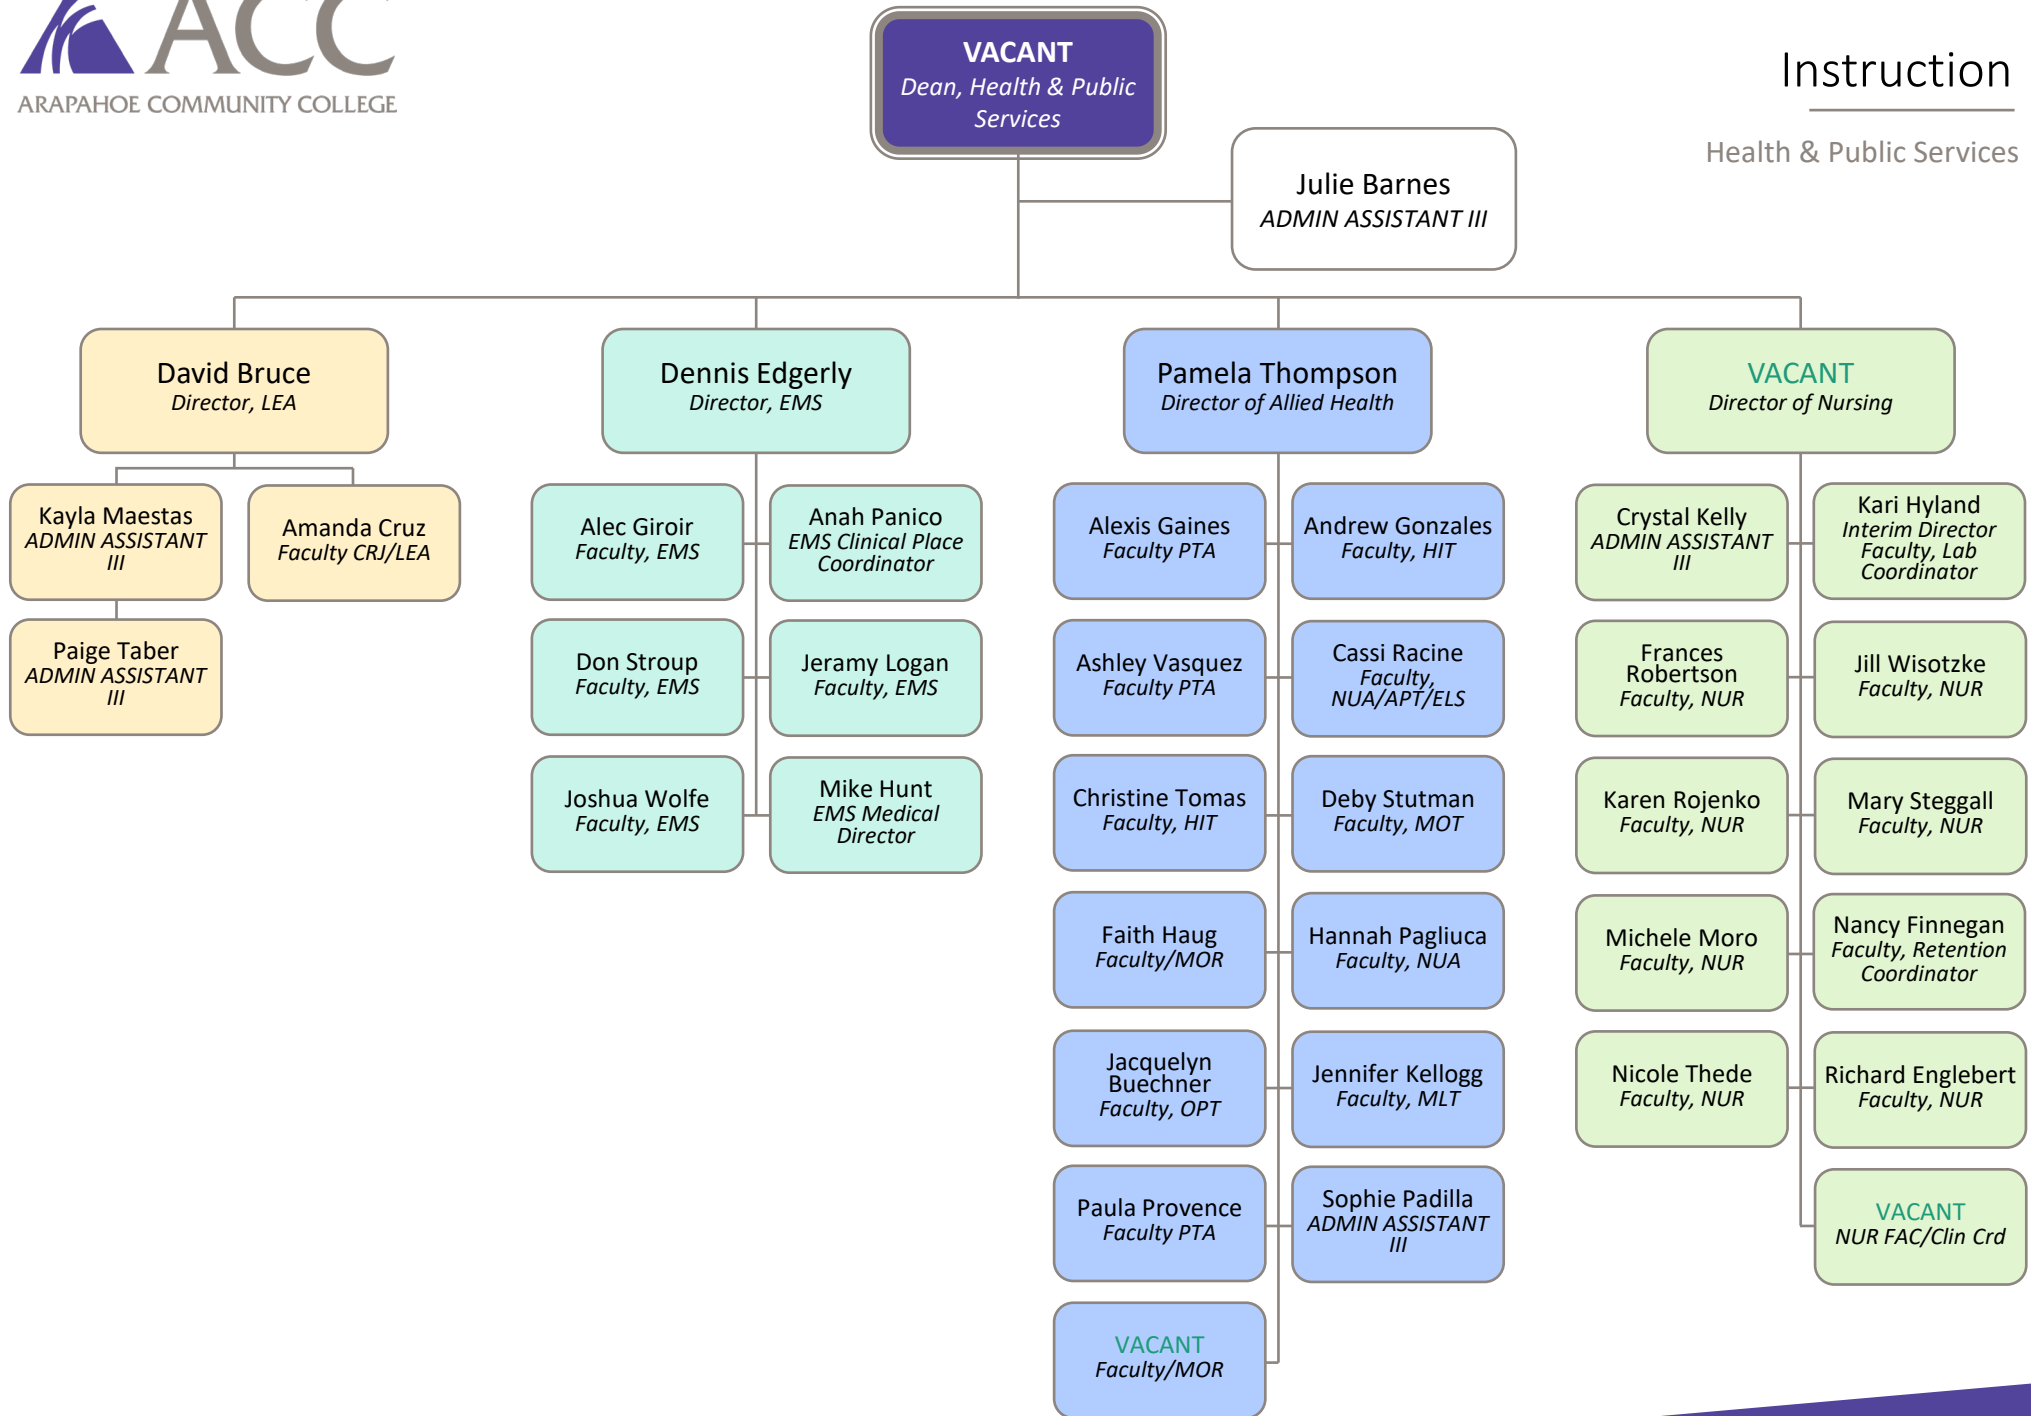 ACC
ARAPAHOE COMMUNITY COLLEGE
Instruction
Health & Public Services
VACANT
Dean, Health & Public
Services
Julie Barnes
ADMIN ASSISTANT III
David Bruce
Director, LEA
Kayla Maestas
ADMIN ASSISTANT
III
Amanda Cruz
Faculty CRJ/LEA
Paige Taber
ADMIN ASSISTANT
III
Dennis Edgerly
Director, EMS
Alec Giroir
Faculty, EMS
Anah Panico
EMS Clinical Place
Coordinator
Don Stroup
Faculty, EMS
Jeramy Logan
Faculty, EMS
Joshua Wolfe
Faculty, EMS
Mike Hunt
EMS Medical
Director
Pamela Thompson
Director of Allied Health
Alexis Gaines
Faculty PTA
Andrew Gonzales
Faculty, HIT
Ashley Vasquez
Faculty PTA
Cassi Racine
Faculty,
NUA/APT/ELS
Christine Tomas
Faculty, HIT
Deby Stutman
Faculty, MOT
Faith Haug
Faculty/MOR
Hannah Pagliuca
Faculty, NUA
Jacquelyn
Buechner
Faculty, OPT
Jennifer Kellogg
Faculty, MLT
Paula Provence
Faculty PTA
Sophie Padilla
ADMIN ASSISTANT
III
VACANT
Faculty/MOR
VACANT
Director of Nursing
Crystal Kelly
ADMIN ASSISTANT
III
Kari Hyland
Interim Director
Faculty, Lab
Coordinator
Frances
Robertson
Faculty, NUR
Jill Wisotzke
Faculty, NUR
Karen Rojenko
Faculty, NUR
Mary Steggall
Faculty, NUR
Michele Moro
Faculty, NUR
Nancy Finnegan
Faculty, Retention
Coordinator
Nicole Thede
Faculty, NUR
Richard Englebert
Faculty, NUR
VACANT
NUR FAC/Clin Crd